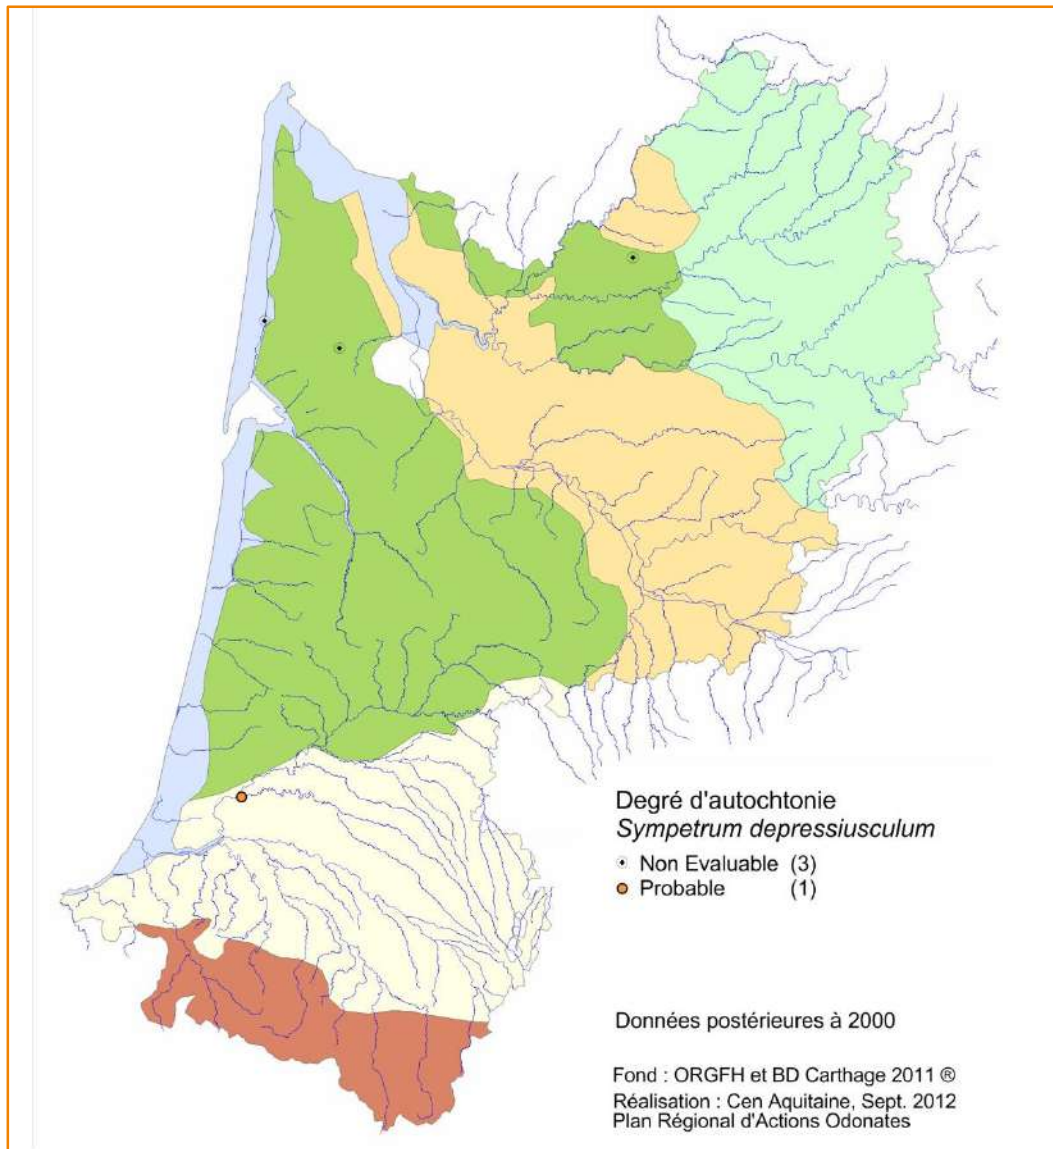 Degré d'autochtonie
Sympetrum depressiusculum
Non Evaluable (3)
Probable (1)
Données postérieures à 2000
Fond : ORGFH et BD Carthage 2011 ®
Réalisation : Cen Aquitaine, Sept. 2012
Plan Régional d'Actions Odonates